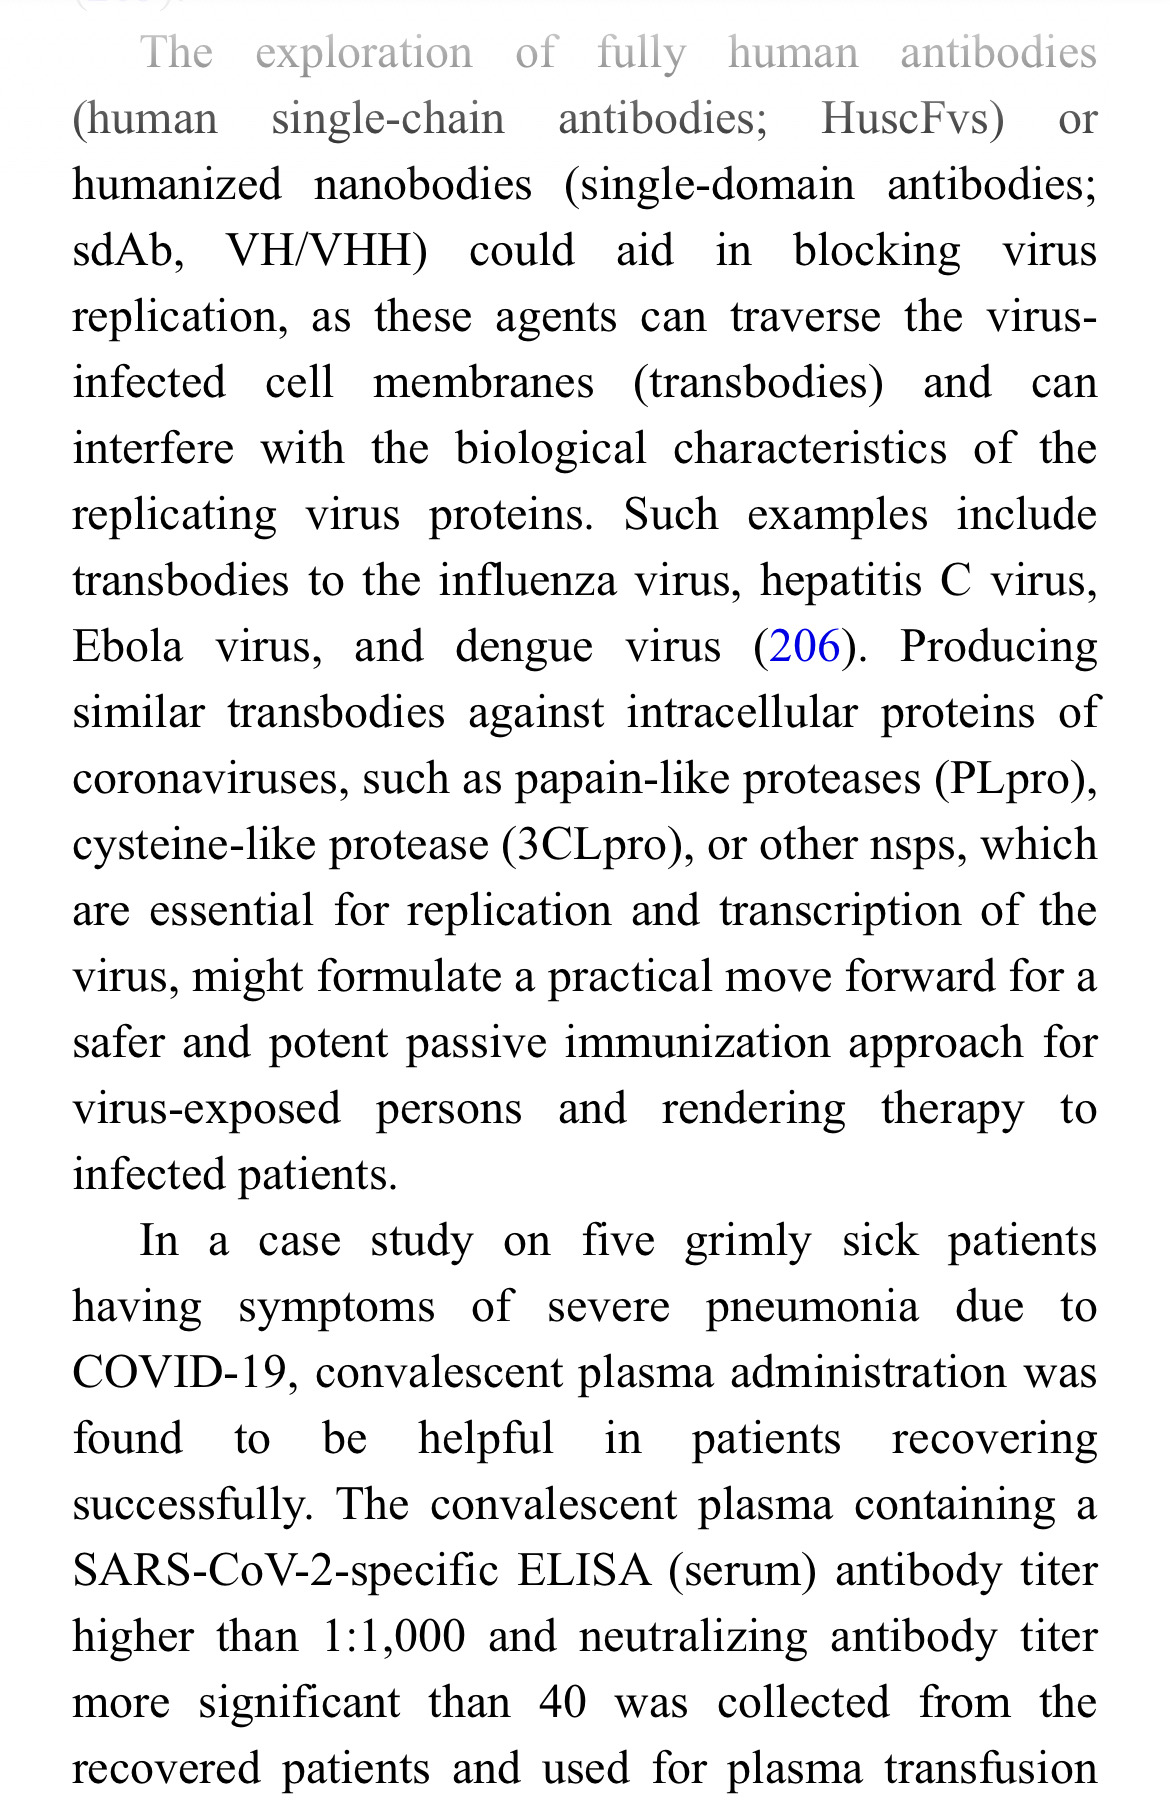 The exploration of fully human antibodies
(human single-chain antibodies; HuscFvs) or
humanized nanobodies (single-domain antibodies;
sdAb, VH/VHH) could aid in blocking virus
replication, as these agents can traverse the virus-
infected cell membranes (transbodies) and can
interfere with the biological characteristics of the
replicating virus proteins. Such examples include
transbodies to the influenza virus, hepatitis C virus,
Ebola virus, and dengue virus (206). Producing
similar transbodies against intracellular proteins of
coronaviruses, such as papain-like proteases (PLpro),
cysteine-like protease (3CLpro), or other nsps, which
are essential for replication and transcription of the
virus, might formulate a practical move forward for a
safer and potent passive immunization approach for
virus-exposed persons and rendering therapy to
infected patients.
In a case study on five grimly sick patients
having symptoms of severe pneumonia due to
COVID-19, convalescent plasma administration was
found to be helpful in patients recovering
successfully. The convalescent plasma containing a
SARS-CoV-2-specific ELISA (serum) antibody titer
higher than 1:1,000 and neutralizing antibody titer
more significant than 40 was collected from the
recovered patients and used for plasma transfusion